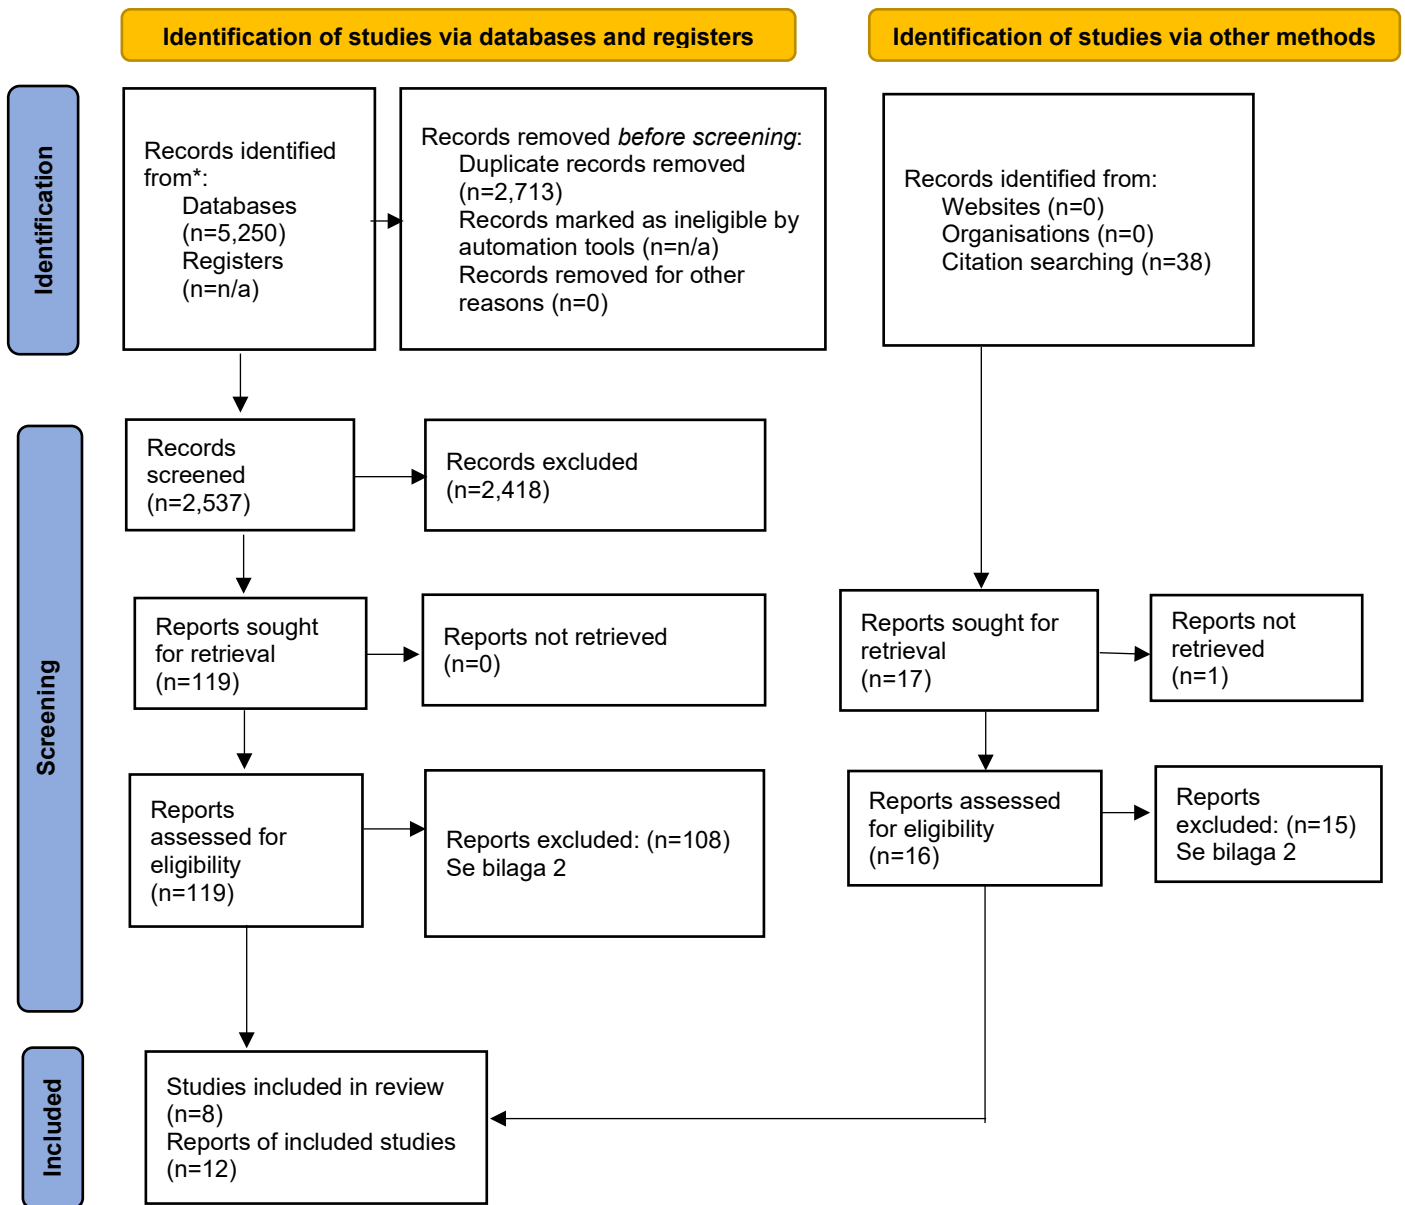 Identification of studies via databases and registers
Identification of studies via other methods
Identification
Records identified
from*:
Databases
(n=5,250)
Registers
(n=n/a)
Records removed before screening:
Duplicate records removed
(n=2,713)
Records marked as ineligible by
automation tools (n=n/a)
Records removed for other
reasons (n=0)
Records identified from:
Websites (n=0)
Organisations (n=0)
Citation searching (n=38)
Screening
Records
screened
(n=2,537)
Records excluded
(n=2,418)
Reports sought
for retrieval
(n=119)
Reports not retrieved
(n=0)
Reports sought for
retrieval
(n=17)
Reports not
retrieved
(n=1)
Reports
assessed for
eligibility
(n=119)
Reports excluded: (n=108)
Se bilaga 2
Reports assessed
for eligibility
(n=16)
Reports
excluded: (n=15)
Se bilaga 2
Included
Studies included in review
(n=8)
Reports of included studies
(n=12)